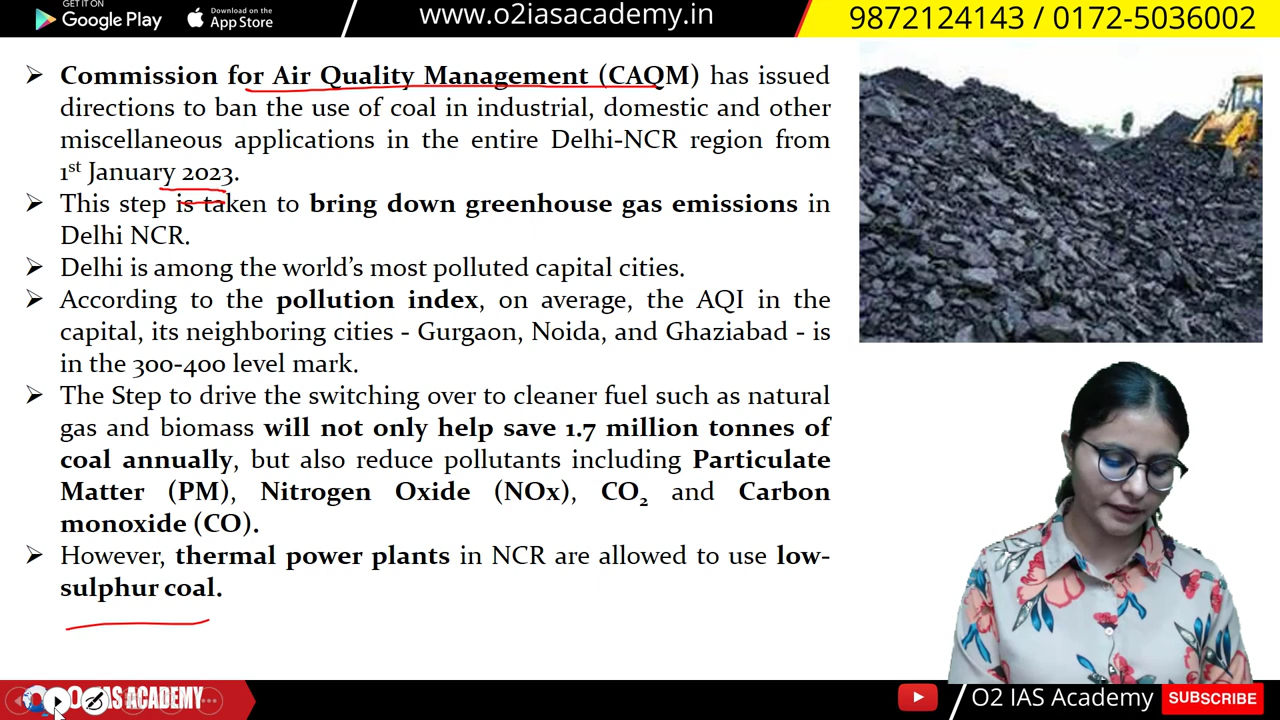 GET IT ON
Google Play
Download on the
App Store
www.o2iasacademy.in
9872124143 / 0172-5036002
➢ Commission for Air Quality Management (CAQM) has issued
directions to ban the use of coal in industrial, domestic and other
miscellaneous applications in the entire Delhi-NCR region from
1st January 2023.
➢ This step is taken to bring down greenhouse gas emissions in
Delhi NCR.
➢ Delhi is among the world's most polluted capital cities.
➢ According to the pollution index, on average, the AQI in the
capital, its neighboring cities - Gurgaon, Noida, and Ghaziabad - is
in the 300-400 level mark.
➢ The Step to drive the switching over to cleaner fuel such as natural
gas and biomass will not only help save 1.7 million tonnes of
coal annually, but also reduce pollutants including Particulate
Matter (PM), Nitrogen Oxide (NOx), CO₂ and Carbon
monoxide (CO).
➢ However, thermal power plants in NCR are allowed to use low-
sulphur coal.
IAS ACADEMY
O2 IAS Academy
SUBSCRIBE